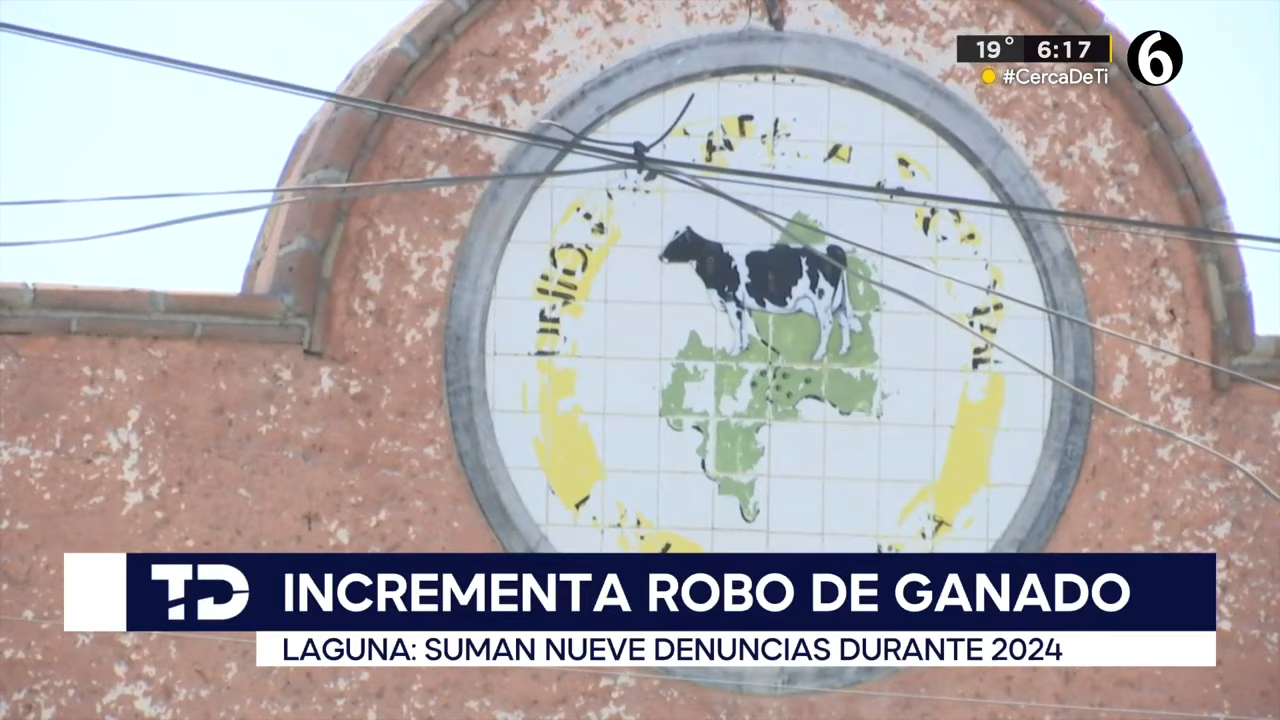 19° 6:17
6
#CercaDeTi
TD
INCREMENTA ROBO DE GANADO
LAGUNA: SUMAN NUEVE DENUNCIAS DURANTE 2024